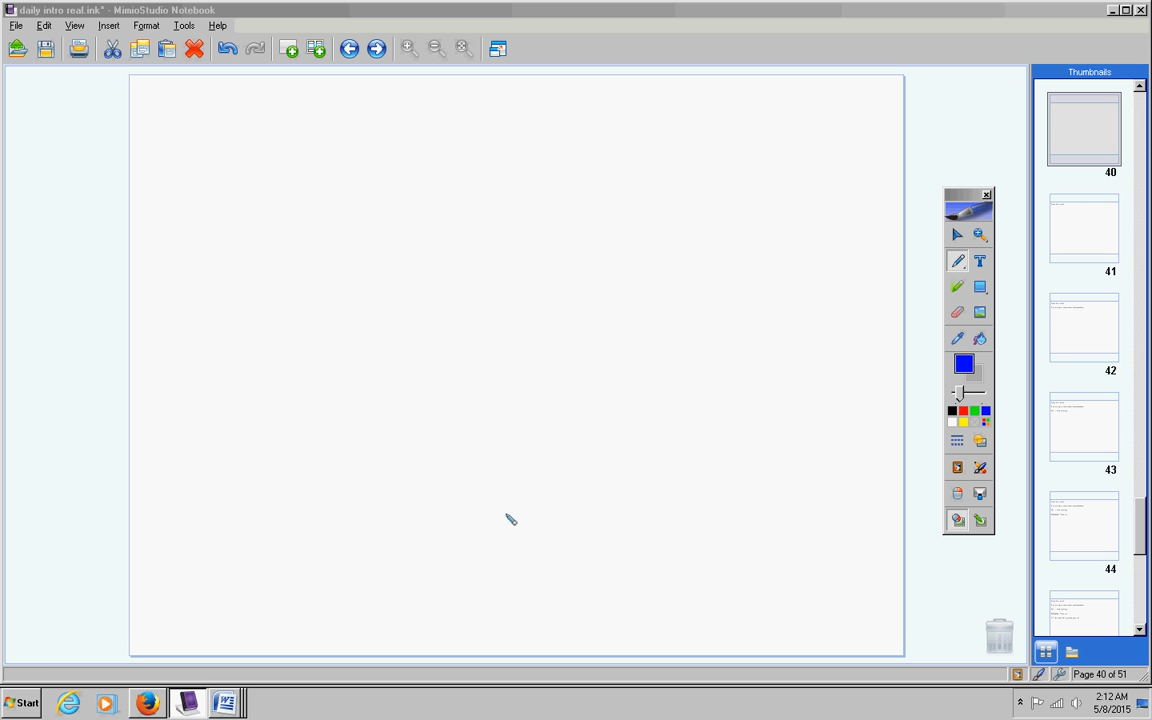 daily intro real.ink* - MimioStudio Notebook
File Edit View Insert Format Tools Help
Thumbnails
40
41
42
43
44
T
Page 40 of 51
Start
2:12 AM
5/8/2015